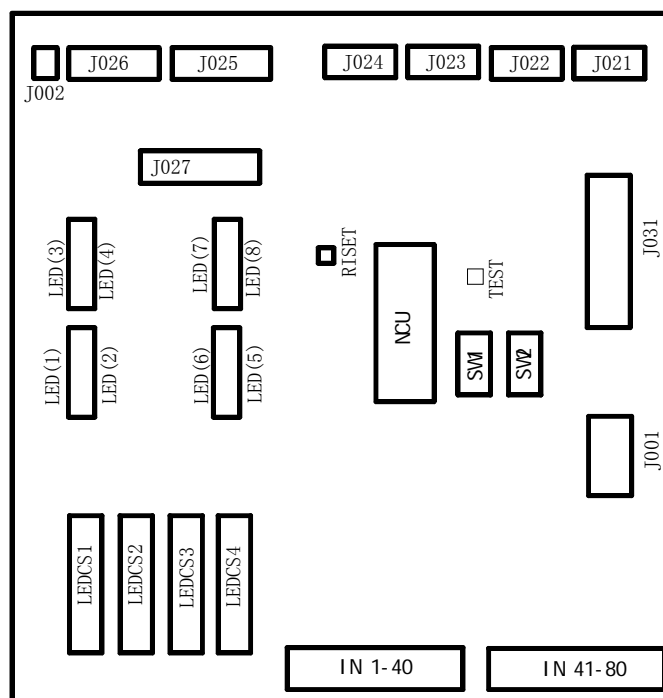 J026
J025
J024
J023
J022
J021
J002
J027
J031
LED(3)
LED(4)
LED(7)
LED(8)
RISET
TEST
NCU
LED(1)
LED(2)
LED(6)
LED(5)
SW1
SW2
J001
LEDCS1
LEDCS2
LEDCS3
LEDCS4
IN 1-40
IN 41-80